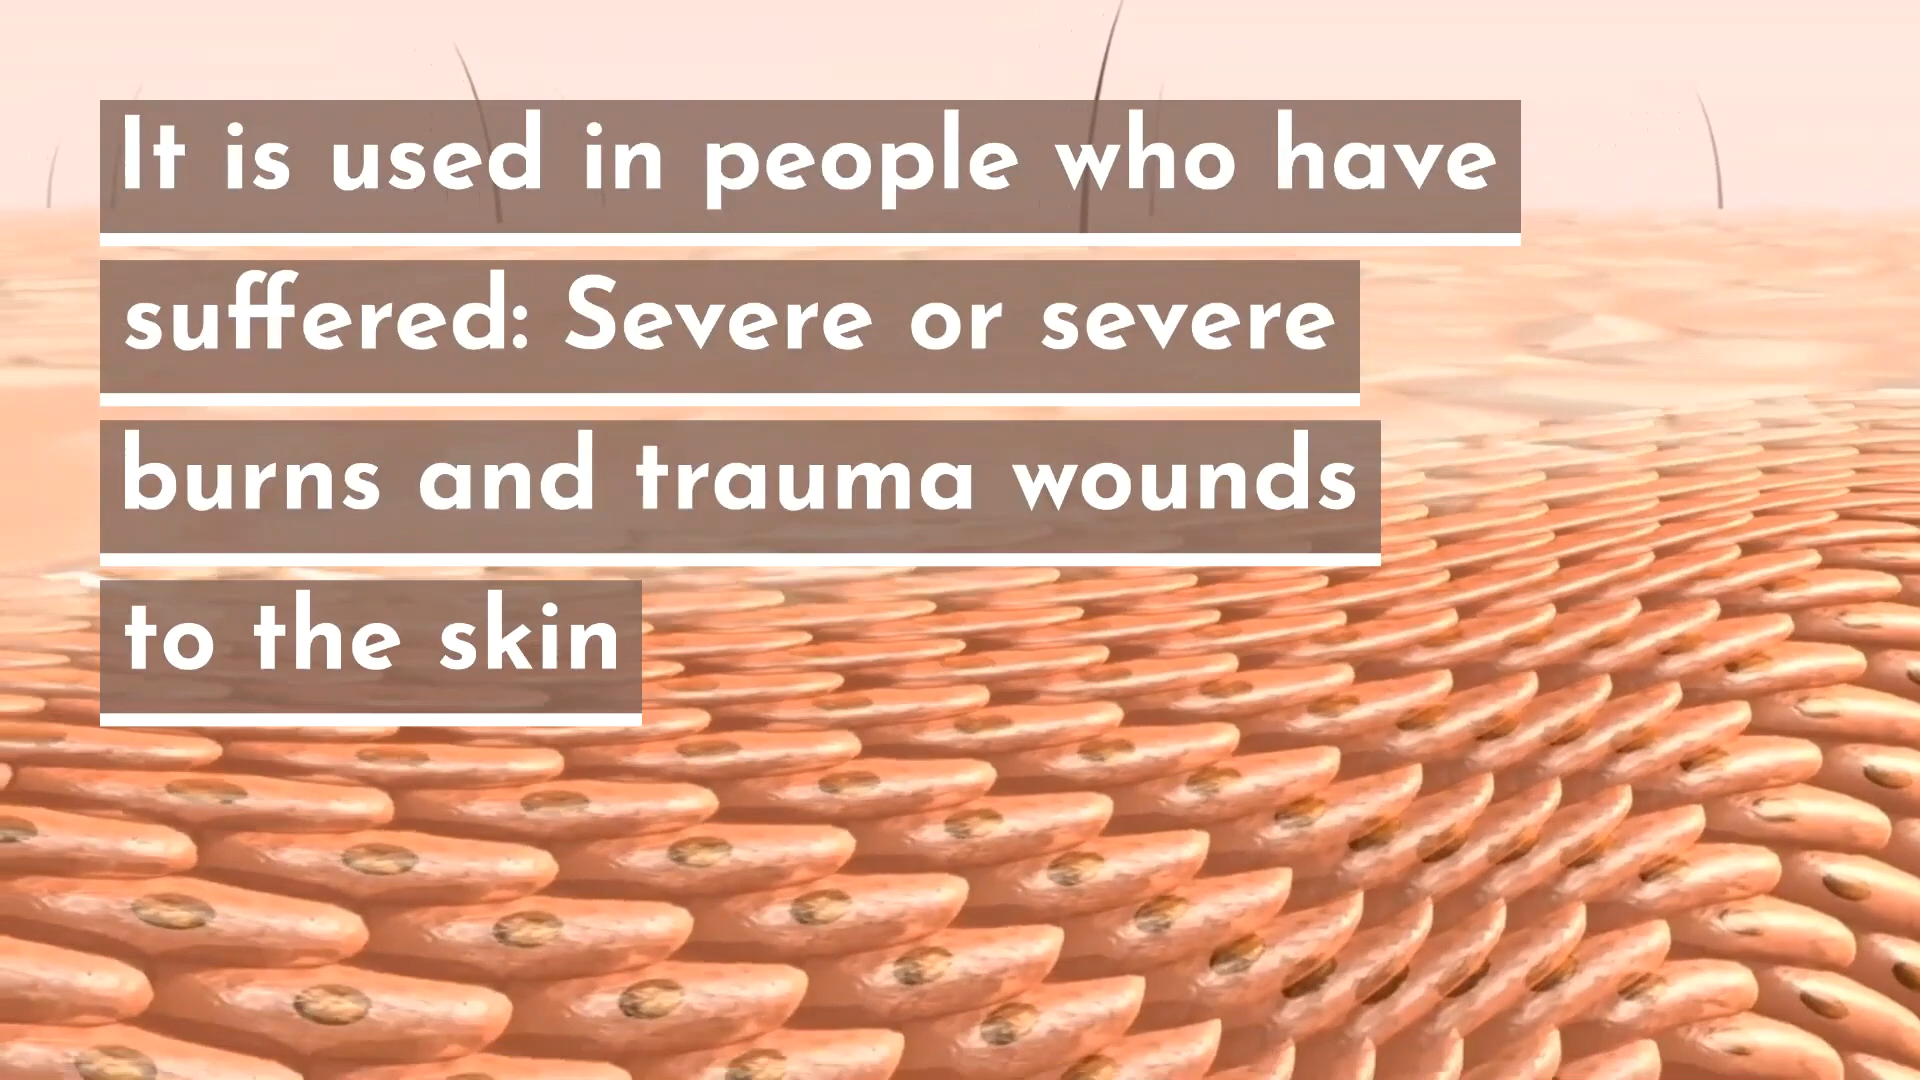 It is used in people who have
suffered: Severe or severe
burns and trauma wounds
to the skin